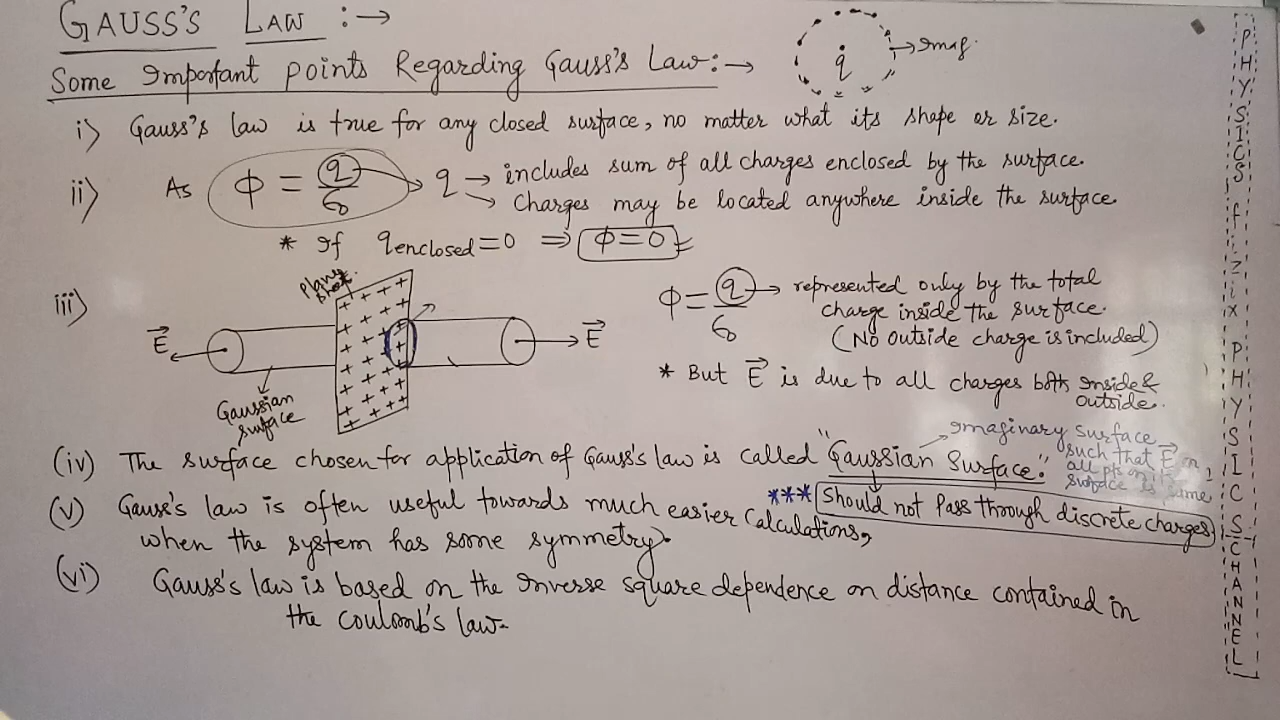 GAUSS'S LAW :→
Some Important points Regarding Gauss's Law:→
q → Imag.
i) Gauss's law is true for any closed surface, no matter what its shape or size.
ii) As ϕ = q/ε₀ q → includes sum of all charges enclosed by the surface.
→ Charges may be located anywhere inside the surface.
* If q enclosed = 0 ⇒ ϕ=0
iii)
Plane sheet.
E⃗
E⃗
Gaussian
surface
ϕ = q/ε₀ → represented only by the total
charge inside the surface.
(No outside charge is included)
* But E⃗ is due to all charges both inside &
outside.
(iv) The surface chosen for application of Gauss's law is called "Gaussian Surface."
Imaginary surface
such that E⃗ on
all pts on its
surface is same
*** Should not Pass through discrete charges
(v) Gauss's law is often useful towards much easier Calculations,
when the system has some symmetry.
(vi) Gauss's law is based on the inverse square dependence on distance contained in
the coulomb's law.
PHYSICS fizix PHYSICS CHANNEL